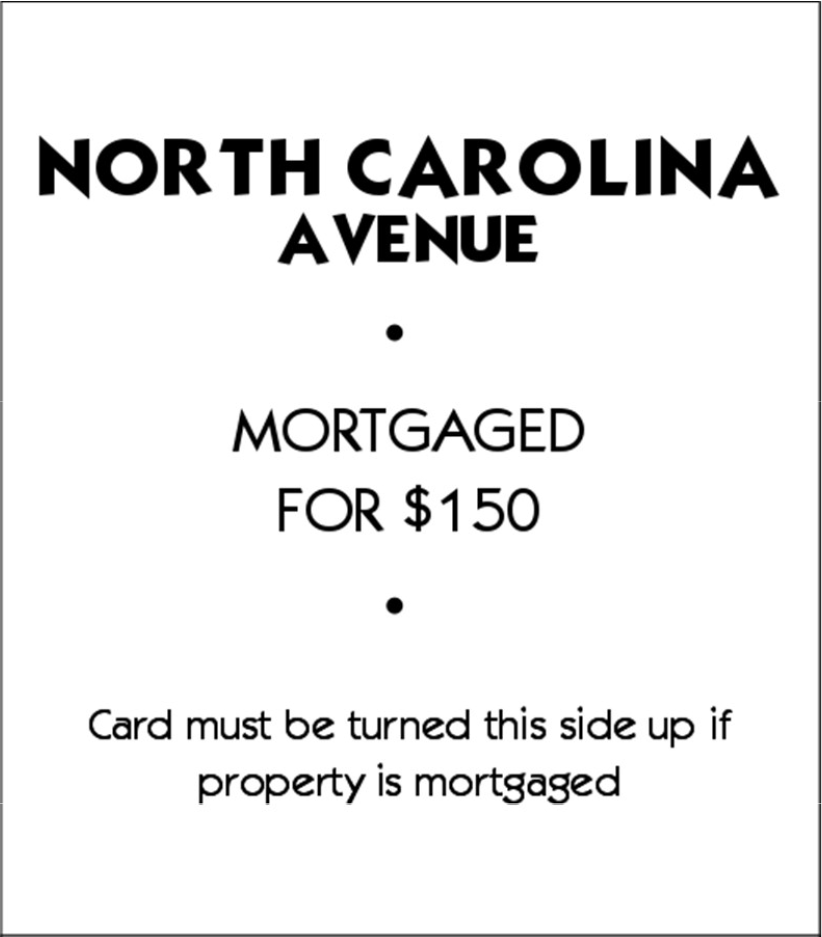 NORTH CAROLINA
AVENUE
•
MORTGAGED
FOR $150
•
Card must be turned this side up if
property is mortgaged